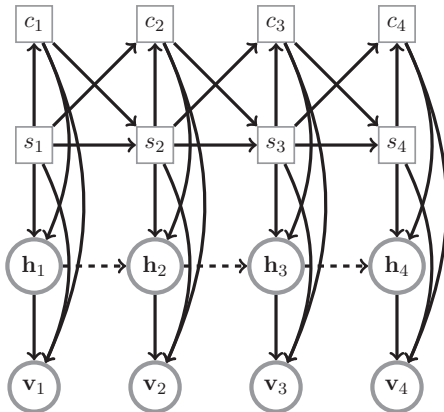 c₁ c₂ c₃ c₄
s₁ s₂ s₃ s₄
h₁ h₂ h₃ h₄
v₁ v₂ v₃ v₄